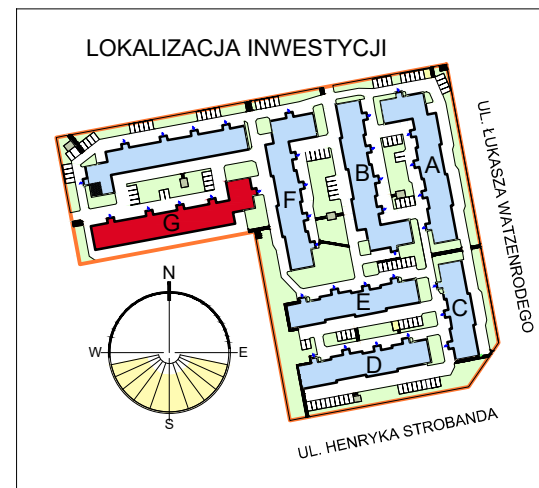 LOKALIZACJA INWESTYCJI
A
B
F
G
E
C
D
UL. ŁUKASZA WATZENRODEGO
UL. HENRYKA STROBANDA
N
W
E
S